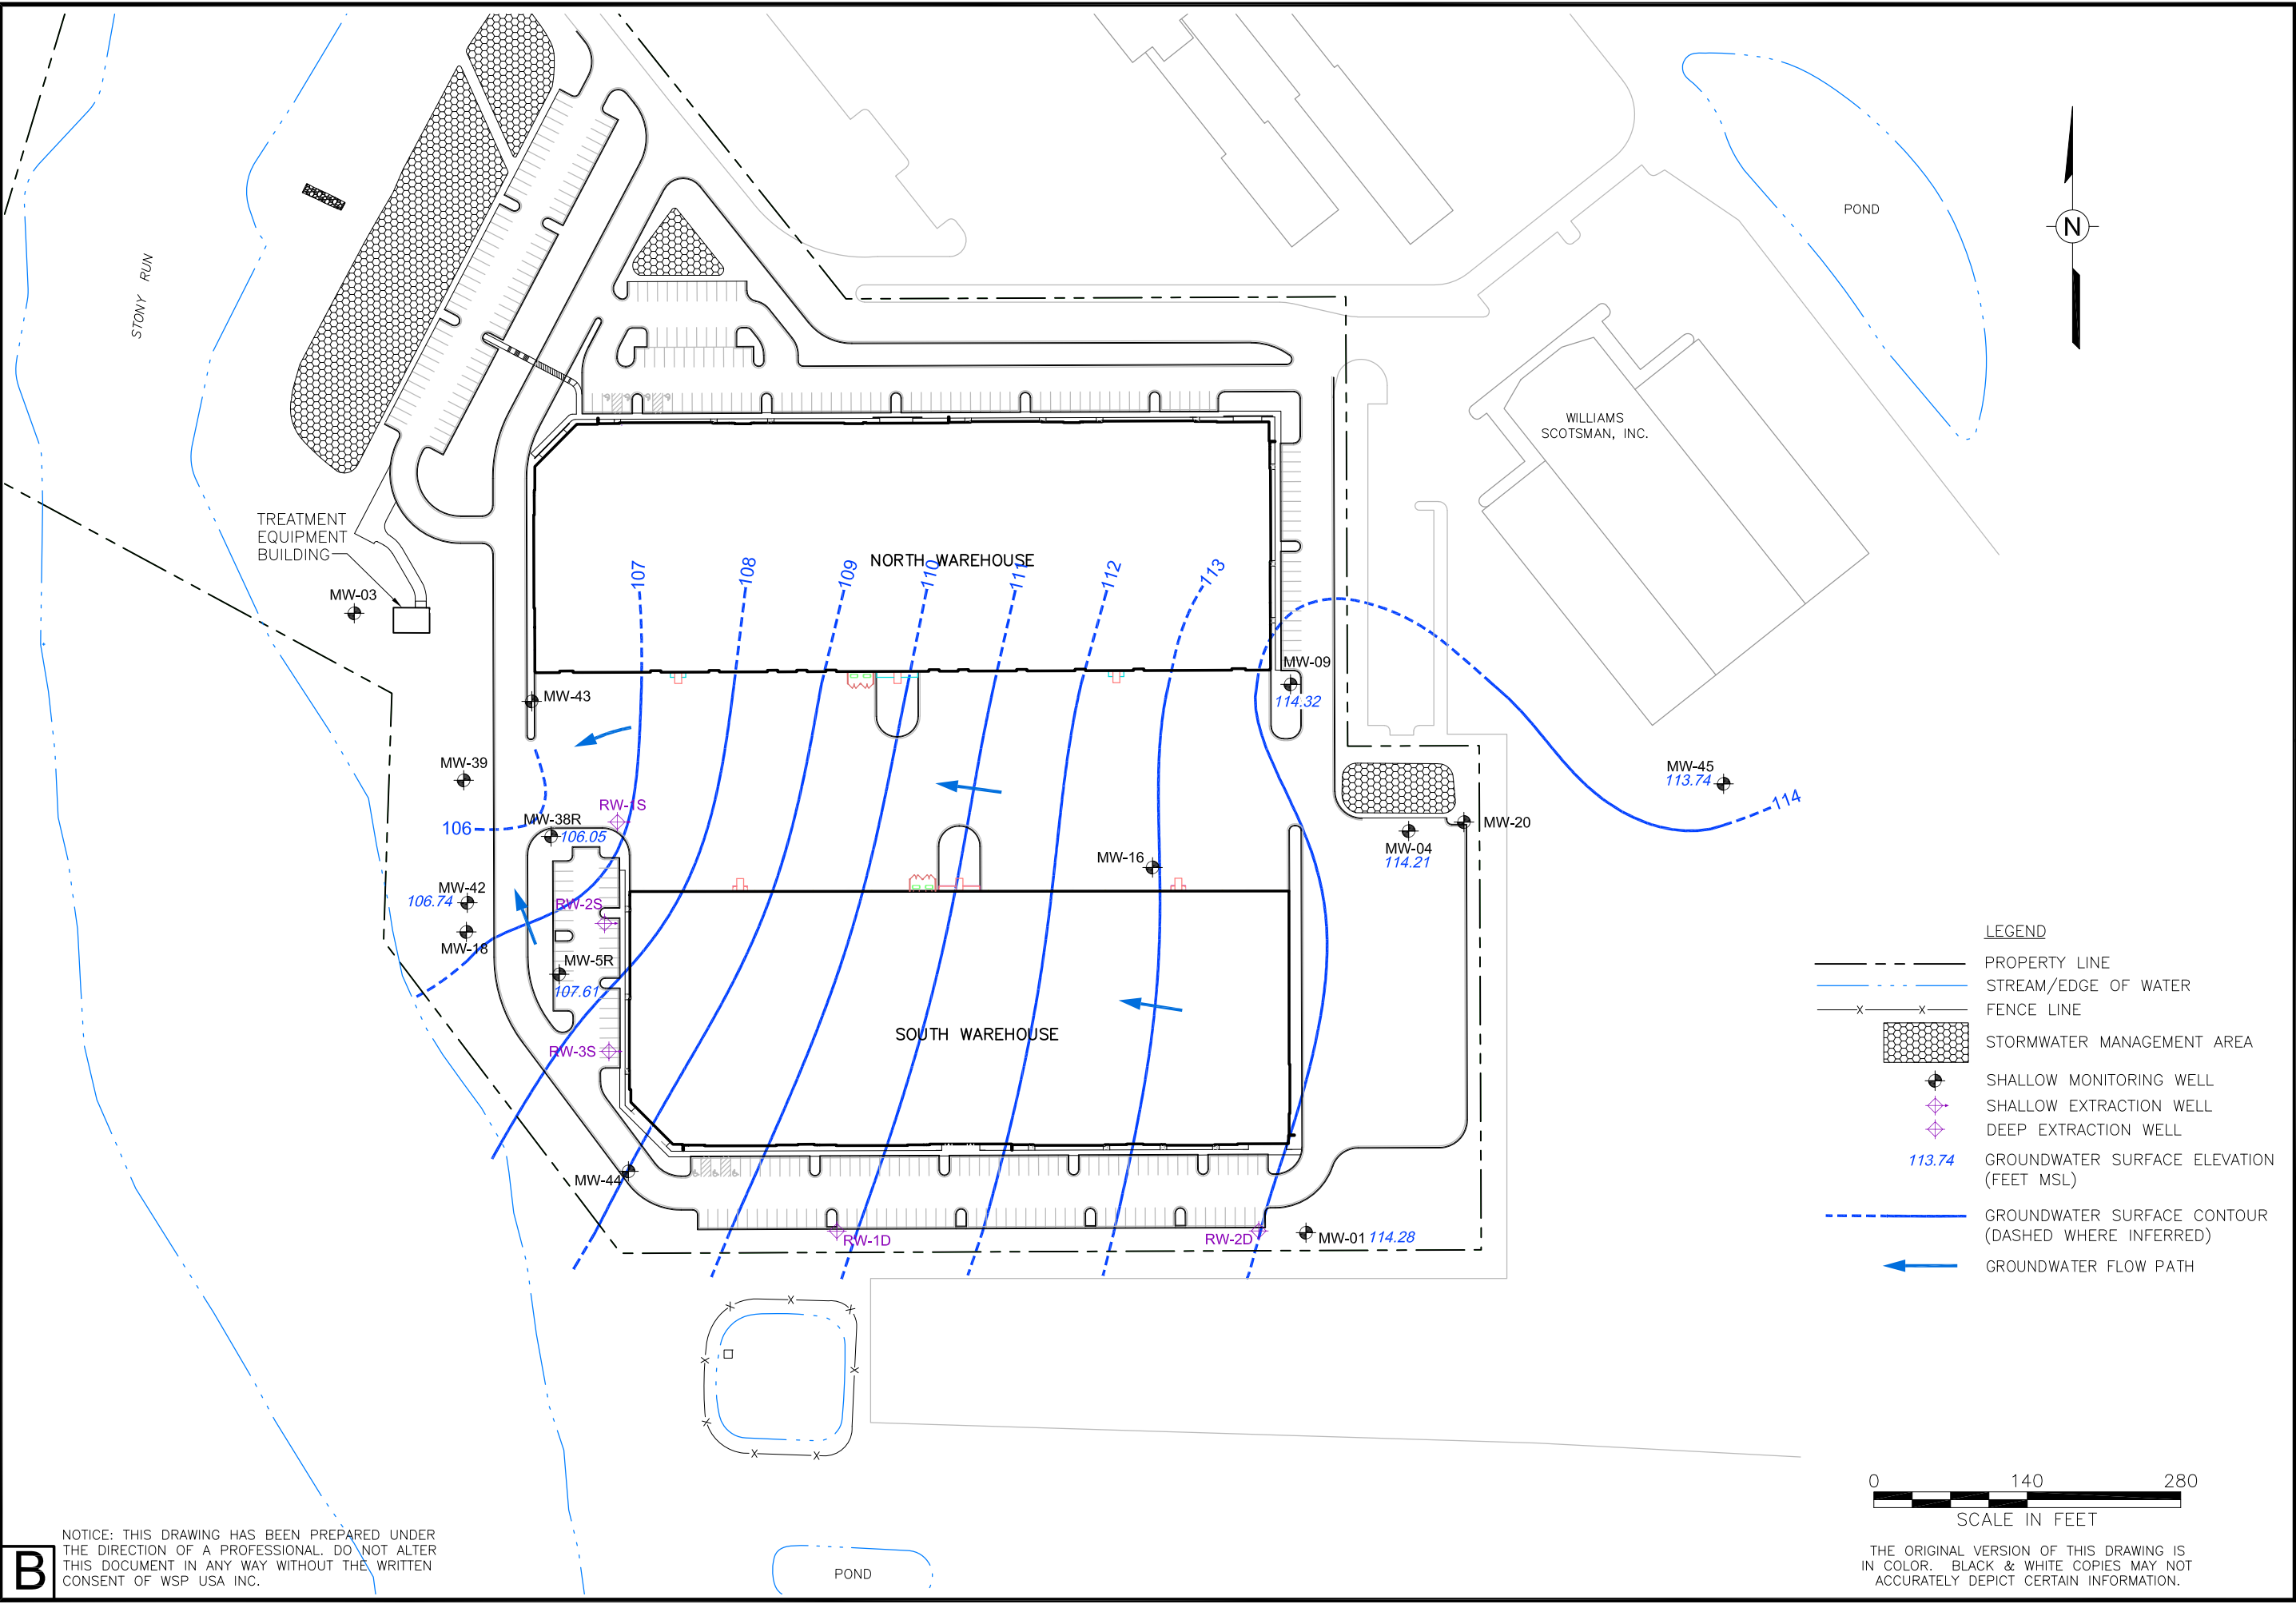 POND
N
STONY RUN
WILLIAMS
SCOTSMAN, INC.
TREATMENT
EQUIPMENT
BUILDING
MW-03
NORTH WAREHOUSE
107
108
109
110
111
112
113
MW-09
114.32
MW-43
MW-39
MW-45
113.74
114
RW-1S
106
MW-38R
106.05
MW-20
MW-04
114.21
MW-16
MW-42
106.74
RW-2S
MW-18
MW-5R
107.61
SOUTH WAREHOUSE
RW-3S
MW-44
RW-1D
RW-2D
MW-01 114.28
LEGEND
PROPERTY LINE
STREAM/EDGE OF WATER
FENCE LINE
STORMWATER MANAGEMENT AREA
SHALLOW MONITORING WELL
SHALLOW EXTRACTION WELL
DEEP EXTRACTION WELL
113.74 GROUNDWATER SURFACE ELEVATION
(FEET MSL)
GROUNDWATER SURFACE CONTOUR
(DASHED WHERE INFERRED)
GROUNDWATER FLOW PATH
0 140 280
SCALE IN FEET
THE ORIGINAL VERSION OF THIS DRAWING IS
IN COLOR. BLACK & WHITE COPIES MAY NOT
ACCURATELY DEPICT CERTAIN INFORMATION.
POND
B
NOTICE: THIS DRAWING HAS BEEN PREPARED UNDER
THE DIRECTION OF A PROFESSIONAL. DO NOT ALTER
THIS DOCUMENT IN ANY WAY WITHOUT THE WRITTEN
CONSENT OF WSP USA INC.